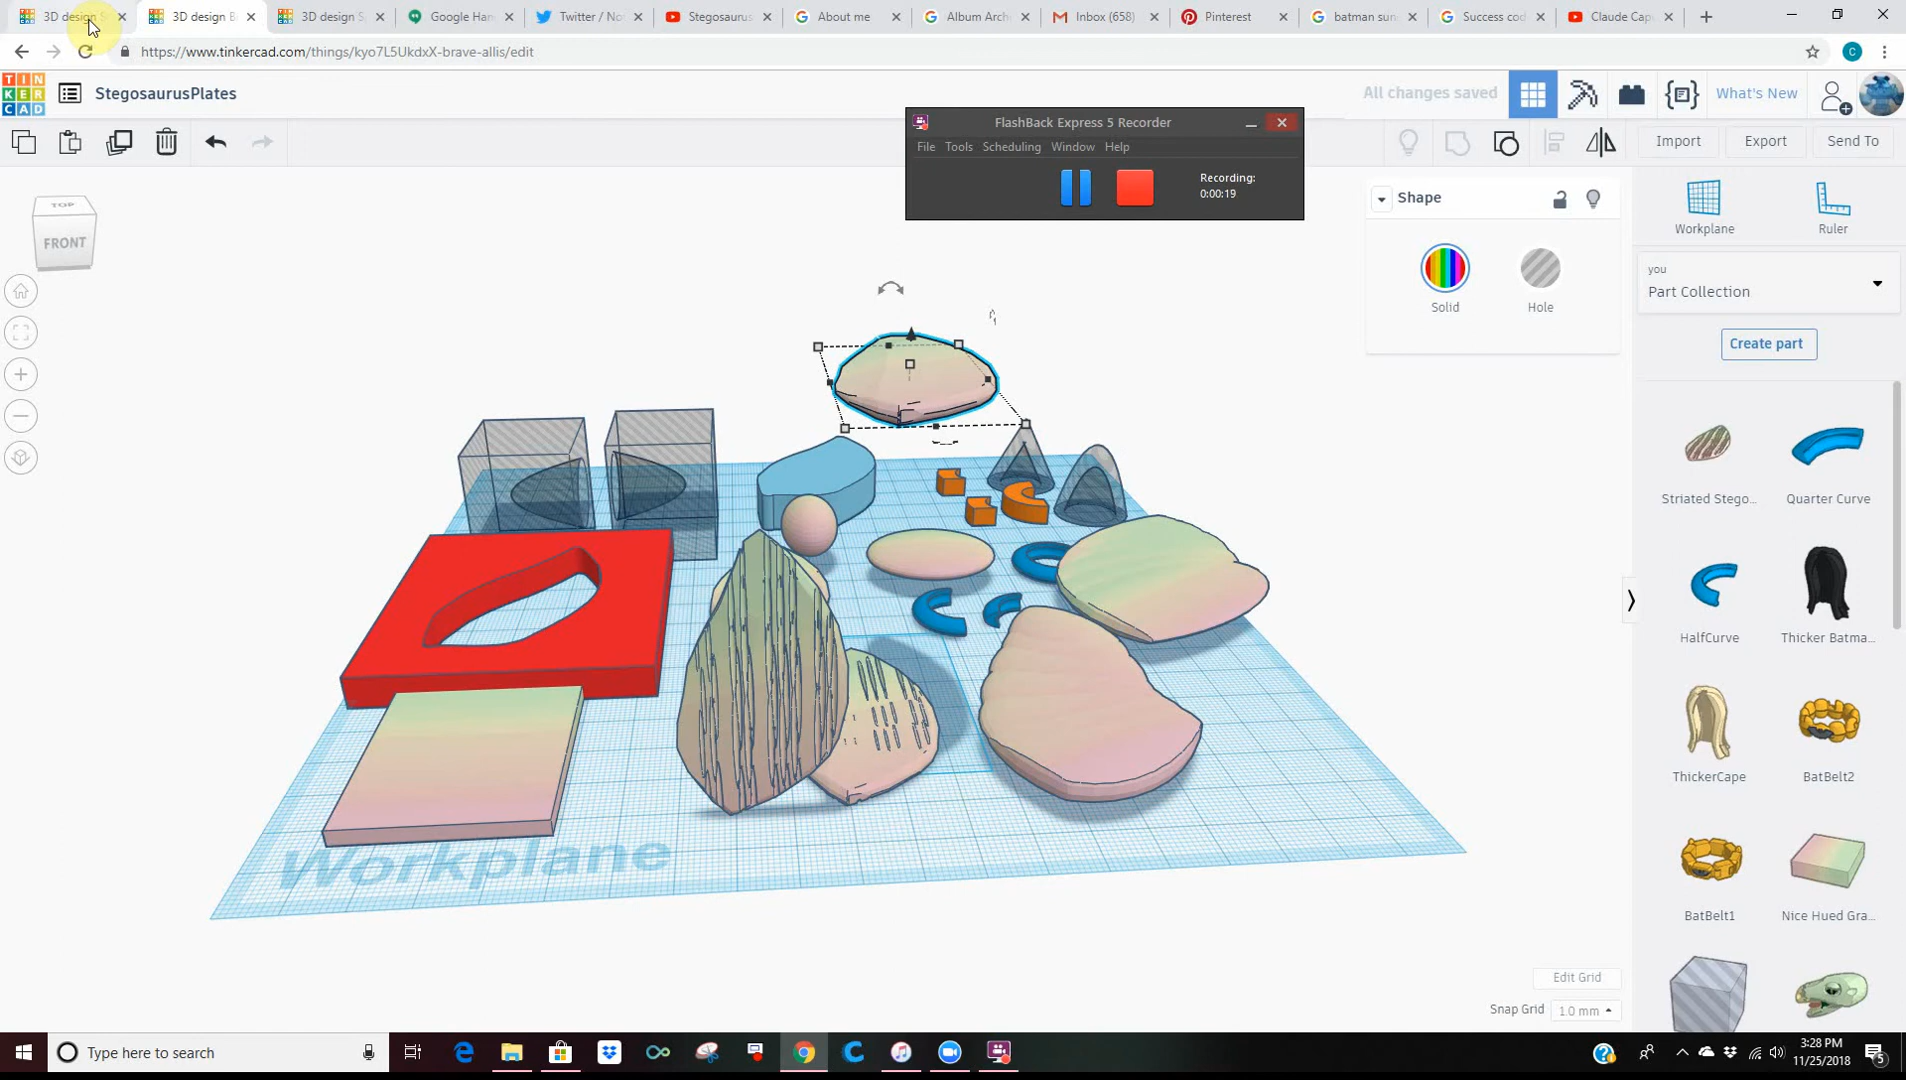 3D design S
3D design B
3D design S
Google Han
Twitter / No
Stegosaurus
About me
Album Arch
Inbox (658)
Pinterest
batman sun
Success cod
Claude Cap
https://www.tinkercad.com/things/kyo7L5UkdxX-brave-allis/edit
TIN
KER
CAD
StegosaurusPlates
All changes saved
What's New
FlashBack Express 5 Recorder
File Tools Scheduling Window Help
Recording:
0:00:19
Import
Export
Send To
TOP
FRONT
Shape
Solid
Hole
Workplane
Ruler
you
Part Collection
Create part
Striated Stego...
Quarter Curve
HalfCurve
Thicker Batma...
ThickerCape
BatBelt2
BatBelt1
Nice Hued Gra...
Workplane
Edit Grid
Snap Grid 1.0 mm
Type here to search
3:28 PM
11/25/2018
5